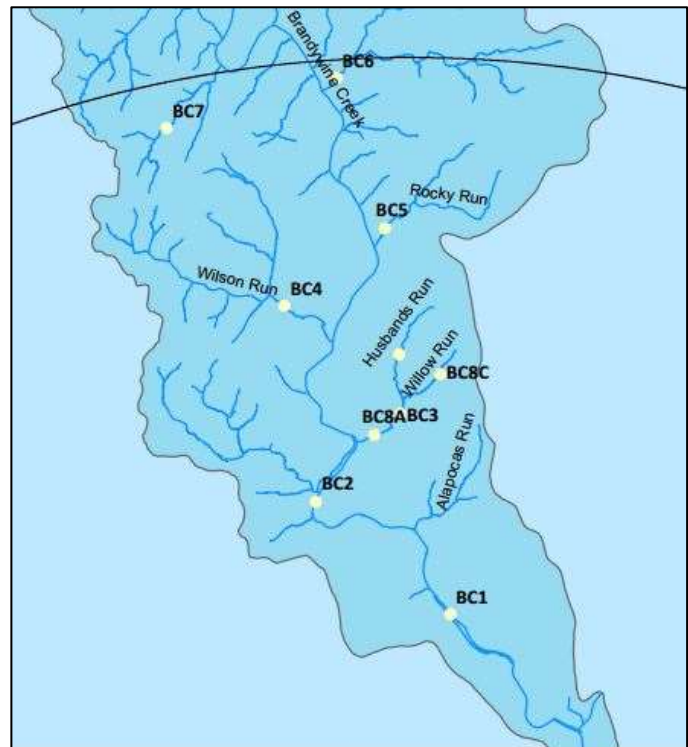 Brandywine Creek
BC6
BC7
Rocky Run
BC5
Wilson Run
BC4
Husbands Run
Willow Run
BC8C
BC8ABC3
Alapocas Run
BC2
BC1